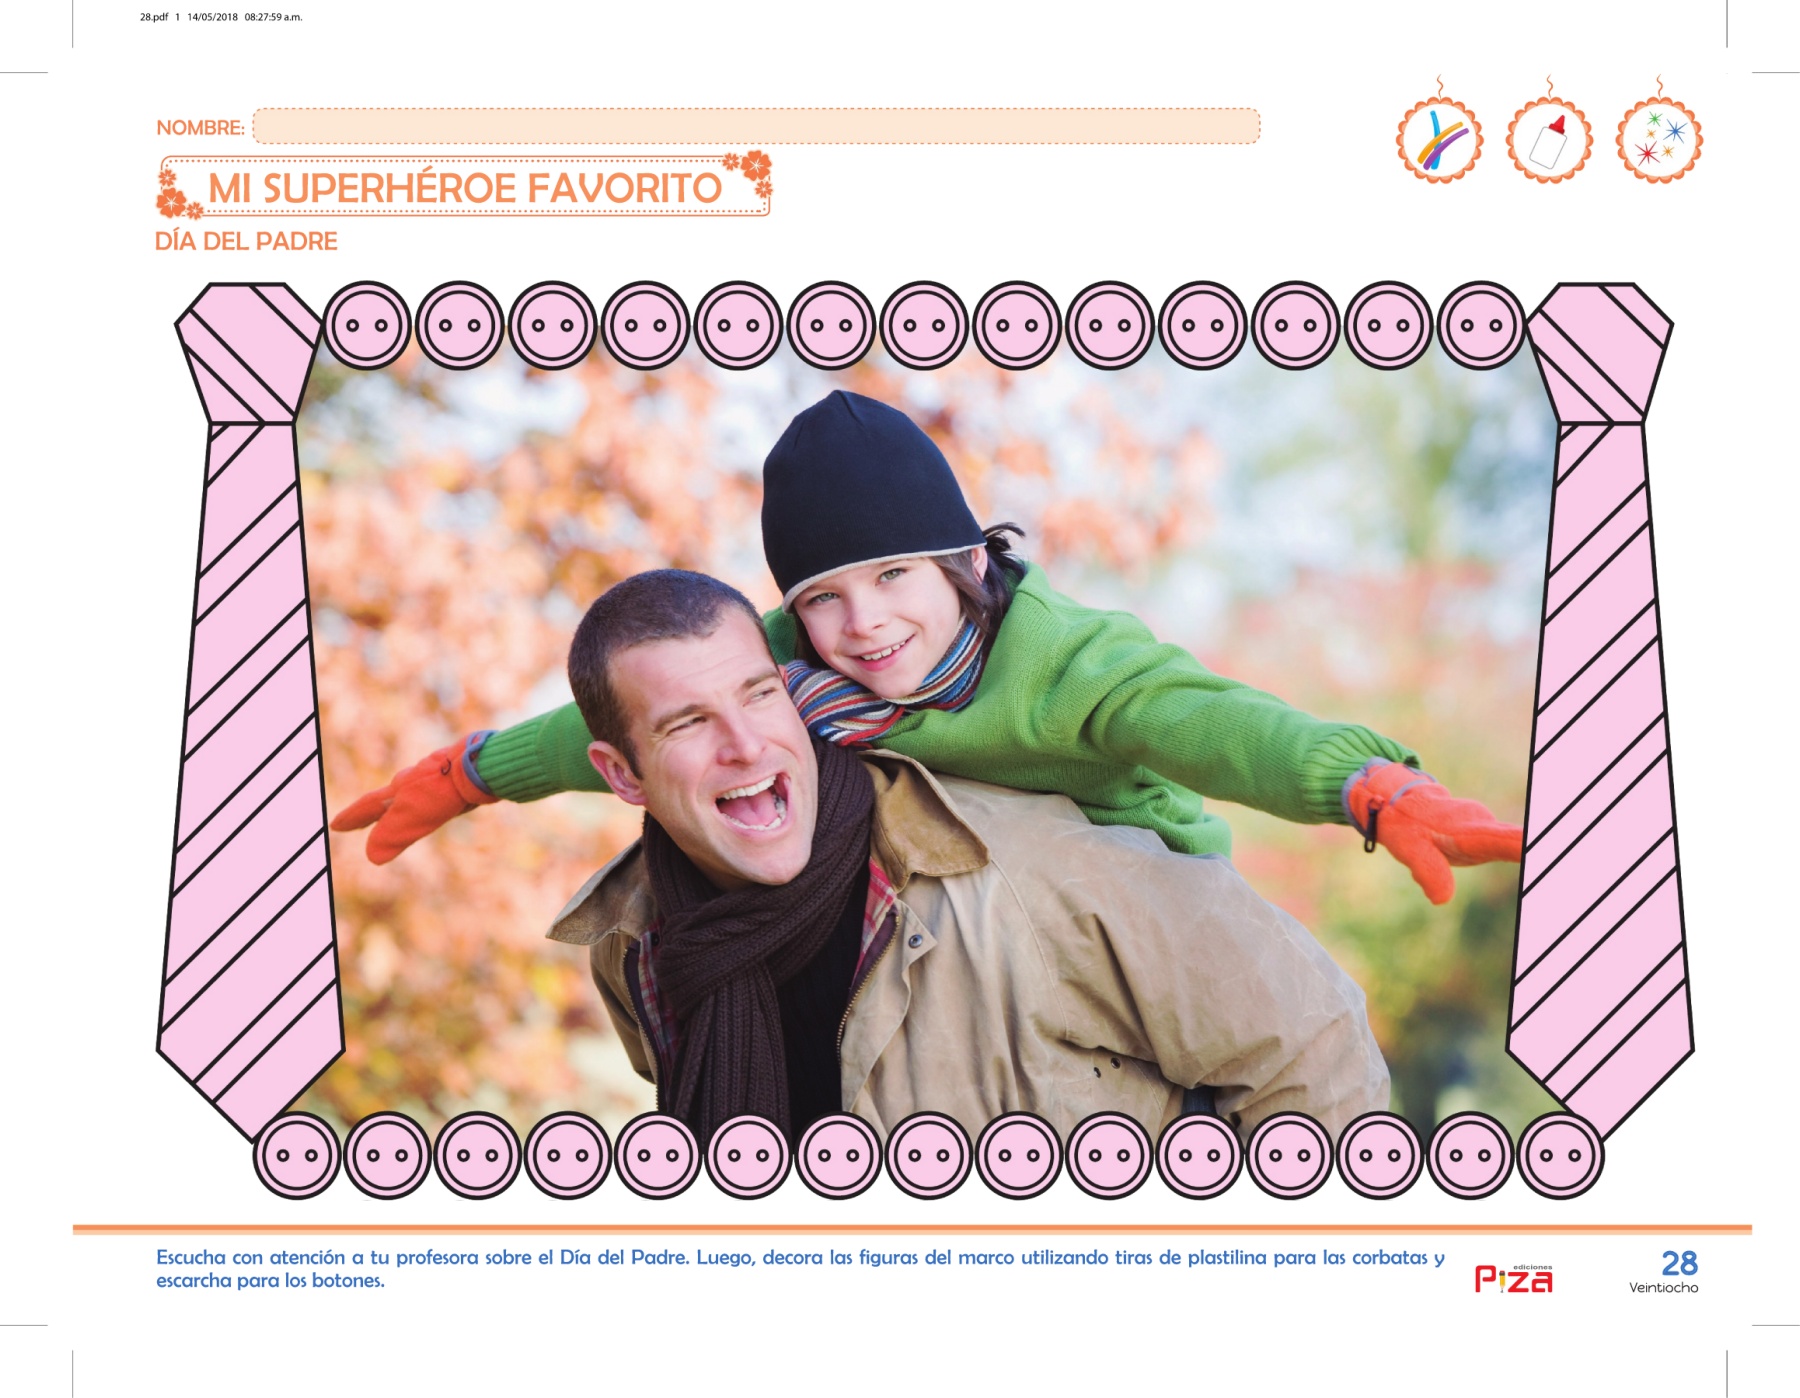 28.pdf 1 14/05/2018 08:27:59 a.m.
NOMBRE:
MI SUPERHÉROE FAVORITO
DÍA DEL PADRE
Escucha con atención a tu profesora sobre el Día del Padre. Luego, decora las figuras del marco utilizando tiras de plastilina para las corbatas y
escarcha para los botones.
ediciones
Piza
28
Veintiocho